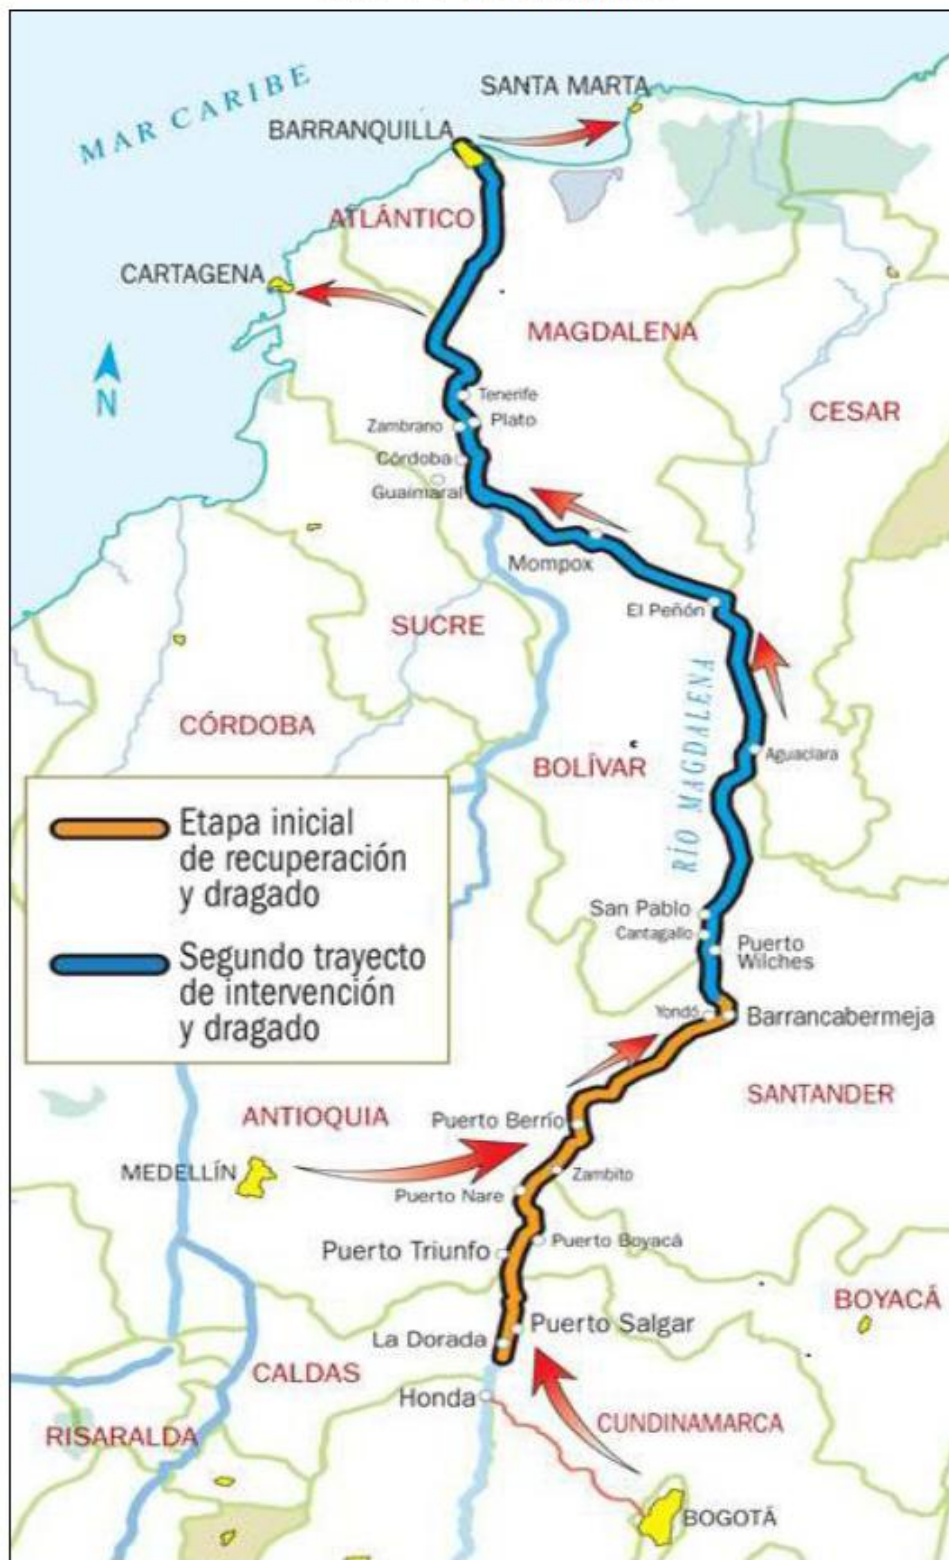 MAR CARIBE
SANTA MARTA
BARRANQUILLA
ATLÁNTICO
CARTAGENA
MAGDALENA
N
CESAR
Tenerife
Plato
Zambrano
Córdoba
Guaimaral
Mompox
El Peñón
SUCRE
RÍO MAGDALENA
CÓRDOBA
BOLÍVAR
Aguaclara
Etapa inicial
de recuperación
y dragado
Segundo trayecto
de intervención
y dragado
San Pablo
Cantagallo
Puerto
Wilches
Yondó
Barrancabermeja
SANTANDER
ANTIOQUIA
Puerto Berrío
MEDELLÍN
Zambito
Puerto Nare
Puerto Boyacá
Puerto Triunfo
BOYACÁ
Puerto Salgar
La Dorada
CALDAS
Honda
CUNDINAMARCA
RISARALDA
BOGOTÁ